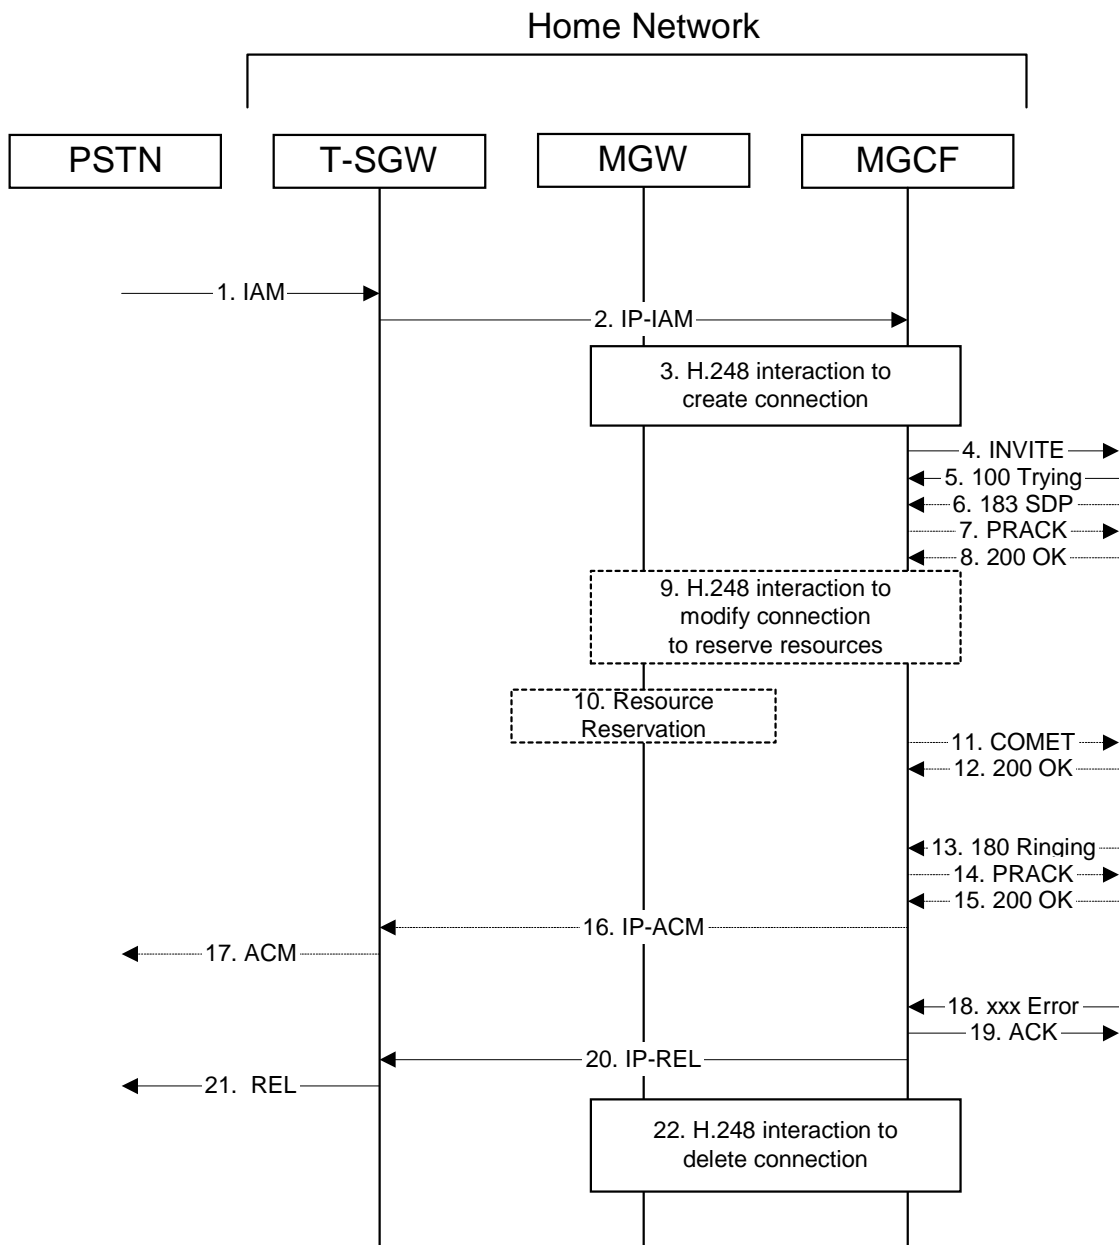 Home Network
PSTN
T-SGW
MGW
MGCF
1. IAM
2. IP-IAM
3. H.248 interaction to
create connection
4. INVITE
5. 100 Trying
6. 183 SDP
7. PRACK
8. 200 OK
9. H.248 interaction to
modify connection
to reserve resources
10. Resource
Reservation
11. COMET
12. 200 OK
13. 180 Ringing
14. PRACK
15. 200 OK
16. IP-ACM
17. ACM
18. xxx Error
19. ACK
20. IP-REL
21. REL
22. H.248 interaction to
delete connection